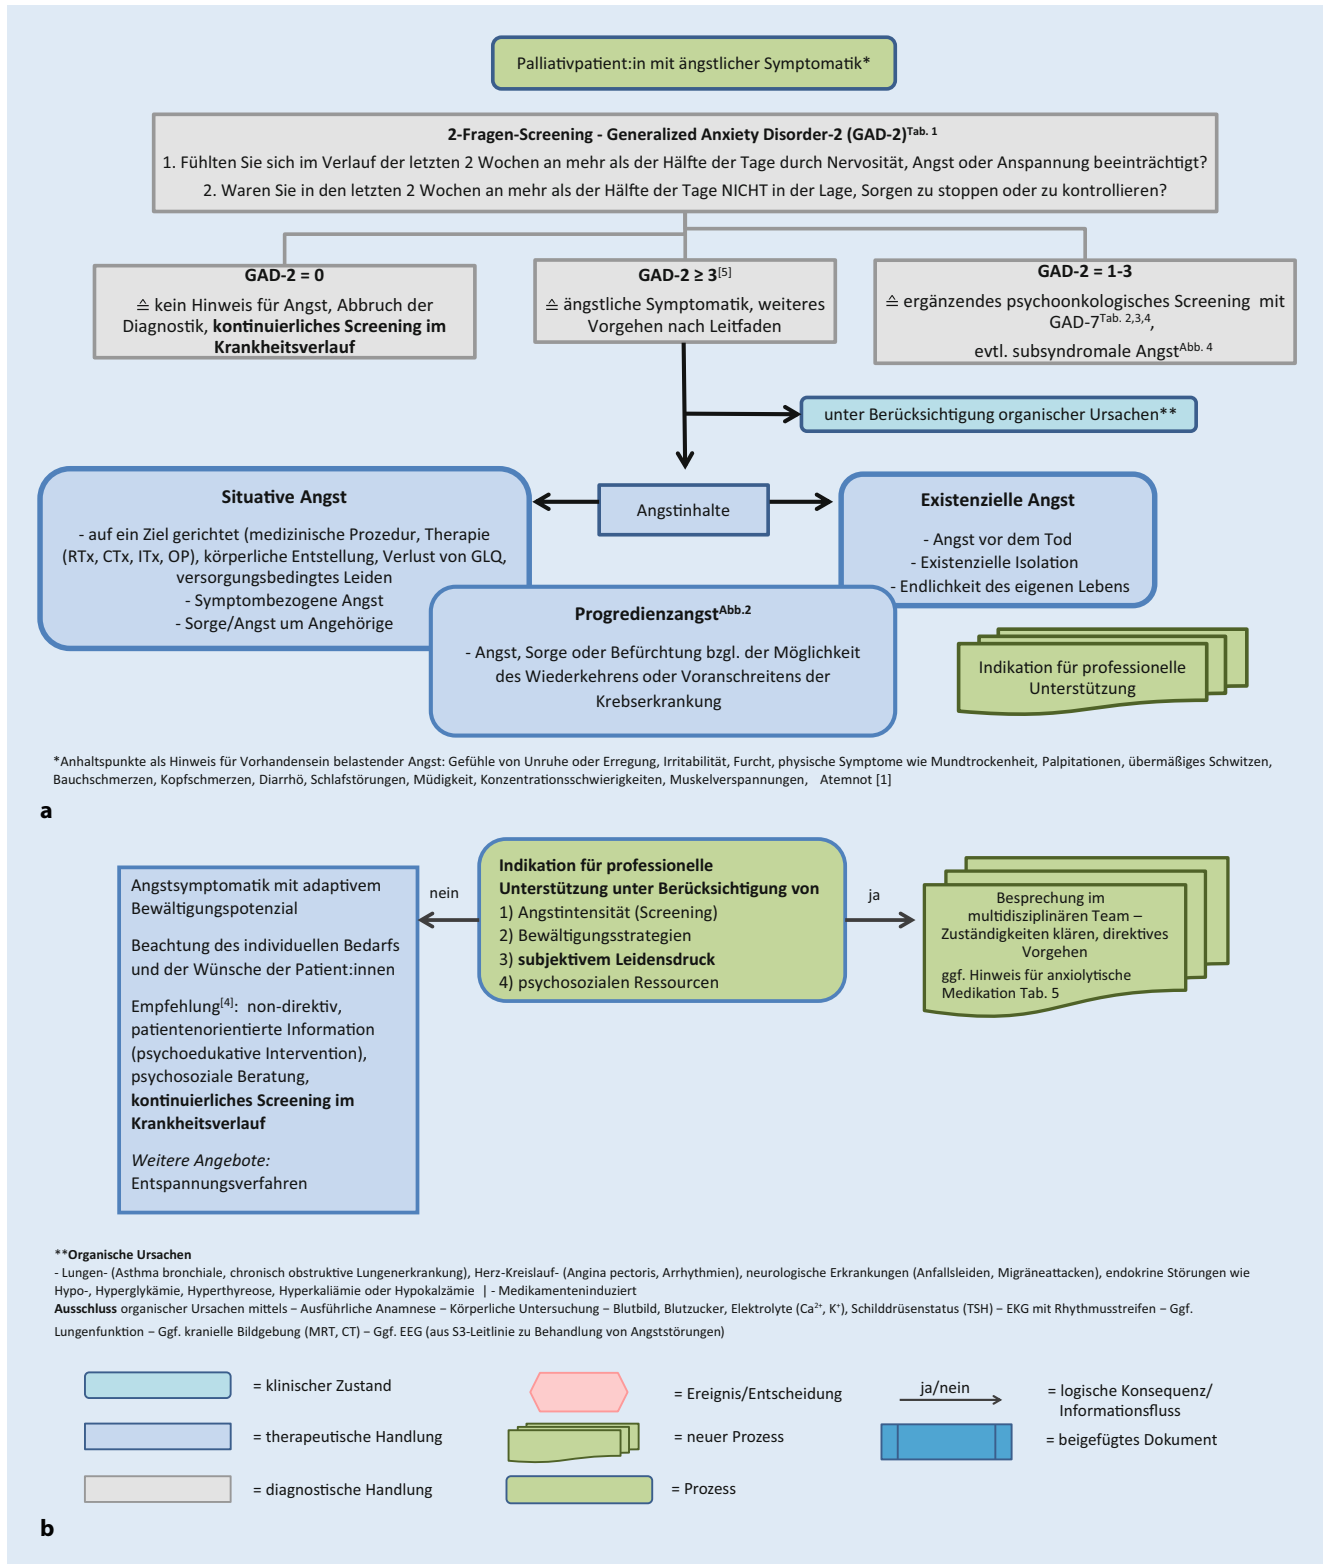 Palliativpatient:in mit ängstlicher Symptomatik*
2-Fragen-Screening - Generalized Anxiety Disorder-2 (GAD-2)Tab. 1
1. Fühlten Sie sich im Verlauf der letzten 2 Wochen an mehr als der Hälfte der Tage durch Nervosität, Angst oder Anspannung beeinträchtigt?
2. Waren Sie in den letzten 2 Wochen an mehr als der Hälfte der Tage NICHT in der Lage, Sorgen zu stoppen oder zu kontrollieren?
GAD-2 = 0
≙ kein Hinweis für Angst, Abbruch der
Diagnostik, kontinuierliches Screening im
Krankheitsverlauf
GAD-2 ≥ 3[5]
≙ ängstliche Symptomatik, weiteres
Vorgehen nach Leitfaden
GAD-2 = 1-3
≙ ergänzendes psychoonkologisches Screening mit
GAD-7Tab. 2,3,4,
evtl. subsyndromale AngstAbb. 4
unter Berücksichtigung organischer Ursachen**
Angstinhalte
Situative Angst
- auf ein Ziel gerichtet (medizinische Prozedur, Therapie
(RTx, CTx, ITx, OP), körperliche Entstellung, Verlust von GLQ,
versorgungsbedingtes Leiden
- Symptombezogene Angst
- Sorge/Angst um Angehörige
Existenzielle Angst
- Angst vor dem Tod
- Existenzielle Isolation
- Endlichkeit des eigenen Lebens
ProgredienzangstAbb.2
- Angst, Sorge oder Befürchtung bzgl. der Möglichkeit
des Wiederkehrens oder Voranschreitens der
Krebserkrankung
Indikation für professionelle
Unterstützung
*Anhaltspunkte als Hinweis für Vorhandensein belastender Angst: Gefühle von Unruhe oder Erregung, Irritabilität, Furcht, physische Symptome wie Mundtrockenheit, Palpitationen, übermäßiges Schwitzen,
Bauchschmerzen, Kopfschmerzen, Diarrhö, Schlafstörungen, Müdigkeit, Konzentrationsschwierigkeiten, Muskelverspannungen, Atemnot [1]
a
Angstsymptomatik mit adaptivem
Bewältigungspotenzial
Beachtung des individuellen Bedarfs
und der Wünsche der Patient:innen
Empfehlung[4]: non-direktiv,
patientenorientierte Information
(psychoedukative Intervention),
psychosoziale Beratung,
kontinuierliches Screening im
Krankheitsverlauf
Weitere Angebote:
Entspannungsverfahren
nein
Indikation für professionelle
Unterstützung unter Berücksichtigung von
1) Angstintensität (Screening)
2) Bewältigungsstrategien
3) subjektivem Leidensdruck
4) psychosozialen Ressourcen
ja
Besprechung im
multidisziplinären Team –
Zuständigkeiten klären, direktives
Vorgehen
ggf. Hinweis für anxiolytische
Medikation Tab. 5
**Organische Ursachen
- Lungen- (Asthma bronchiale, chronisch obstruktive Lungenerkrankung), Herz-Kreislauf- (Angina pectoris, Arrhythmien), neurologische Erkrankungen (Anfallsleiden, Migräneattacken), endokrine Störungen wie
Hypo-, Hyperglykämie, Hyperthyreose, Hyperkaliämie oder Hypokalzämie | - Medikamenteninduziert
Ausschluss organischer Ursachen mittels – Ausführliche Anamnese – Körperliche Untersuchung – Blutbild, Blutzucker, Elektrolyte (Ca²⁺, K⁺), Schilddrüsenstatus (TSH) – EKG mit Rhythmusstreifen – Ggf.
Lungenfunktion – Ggf. kranielle Bildgebung (MRT, CT) – Ggf. EEG (aus S3-Leitlinie zu Behandlung von Angststörungen)
= klinischer Zustand
= therapeutische Handlung
= diagnostische Handlung
= Ereignis/Entscheidung
= neuer Prozess
= Prozess
ja/nein
= logische Konsequenz/
Informationsfluss
= beigefügtes Dokument
b